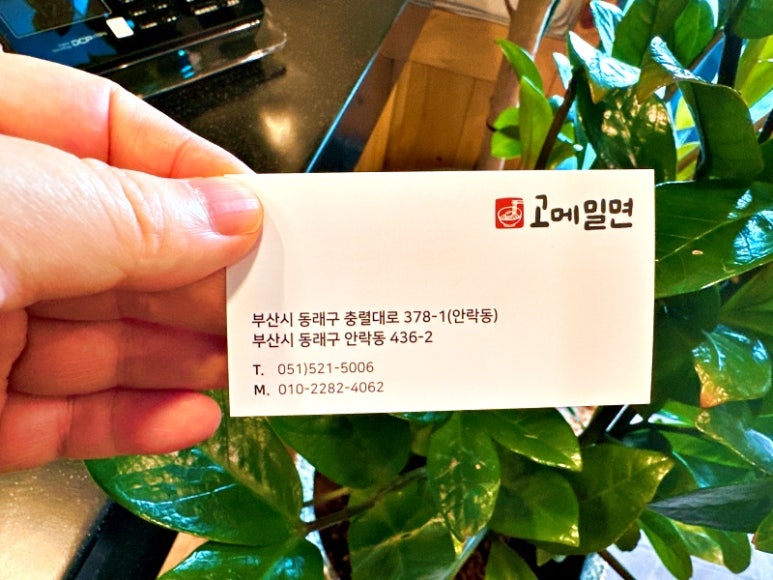 고메밀면
부산시 동래구 충렬대로 378-1(안락동)
부산시 동래구 안락동 436-2
T. 051)521-5006
M. 010-2282-4062